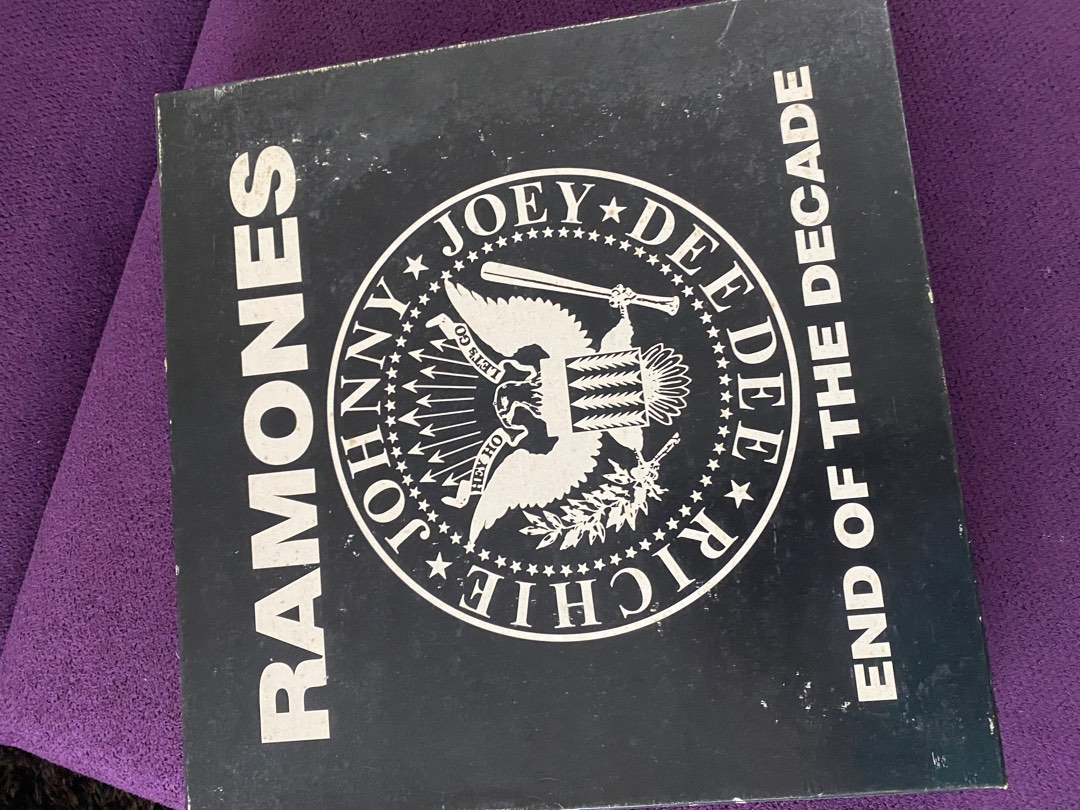 RAMONES
JOHNNY ★ JOEY ★ DEE DEE ★ RICHIE ★
HEY HO
LET'S GO
END OF THE DECADE